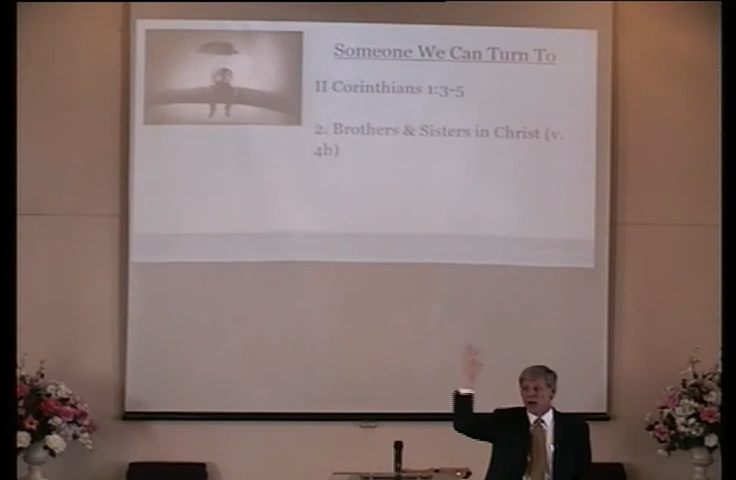 Someone We Can Turn To
II Corinthians 1:3-5
2. Brothers & Sisters in Christ (v.
4b)